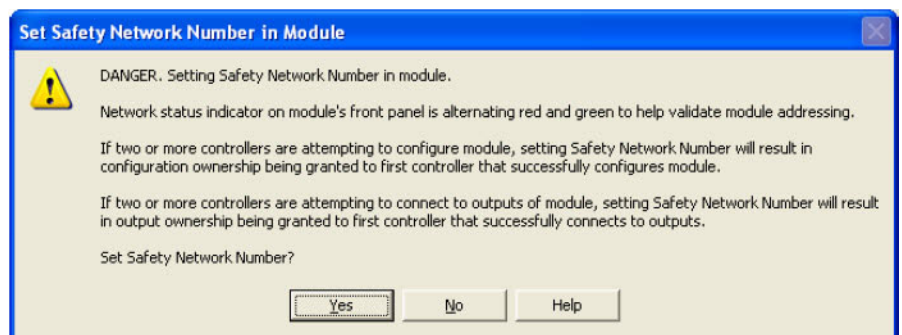 Set Safety Network Number in Module
DANGER. Setting Safety Network Number in module.
Network status indicator on module's front panel is alternating red and green to help validate module addressing.
If two or more controllers are attempting to configure module, setting Safety Network Number will result in
configuration ownership being granted to first controller that successfully configures module.
If two or more controllers are attempting to connect to outputs of module, setting Safety Network Number will result
in output ownership being granted to first controller that successfully connects to outputs.
Set Safety Network Number?
Yes
No
Help